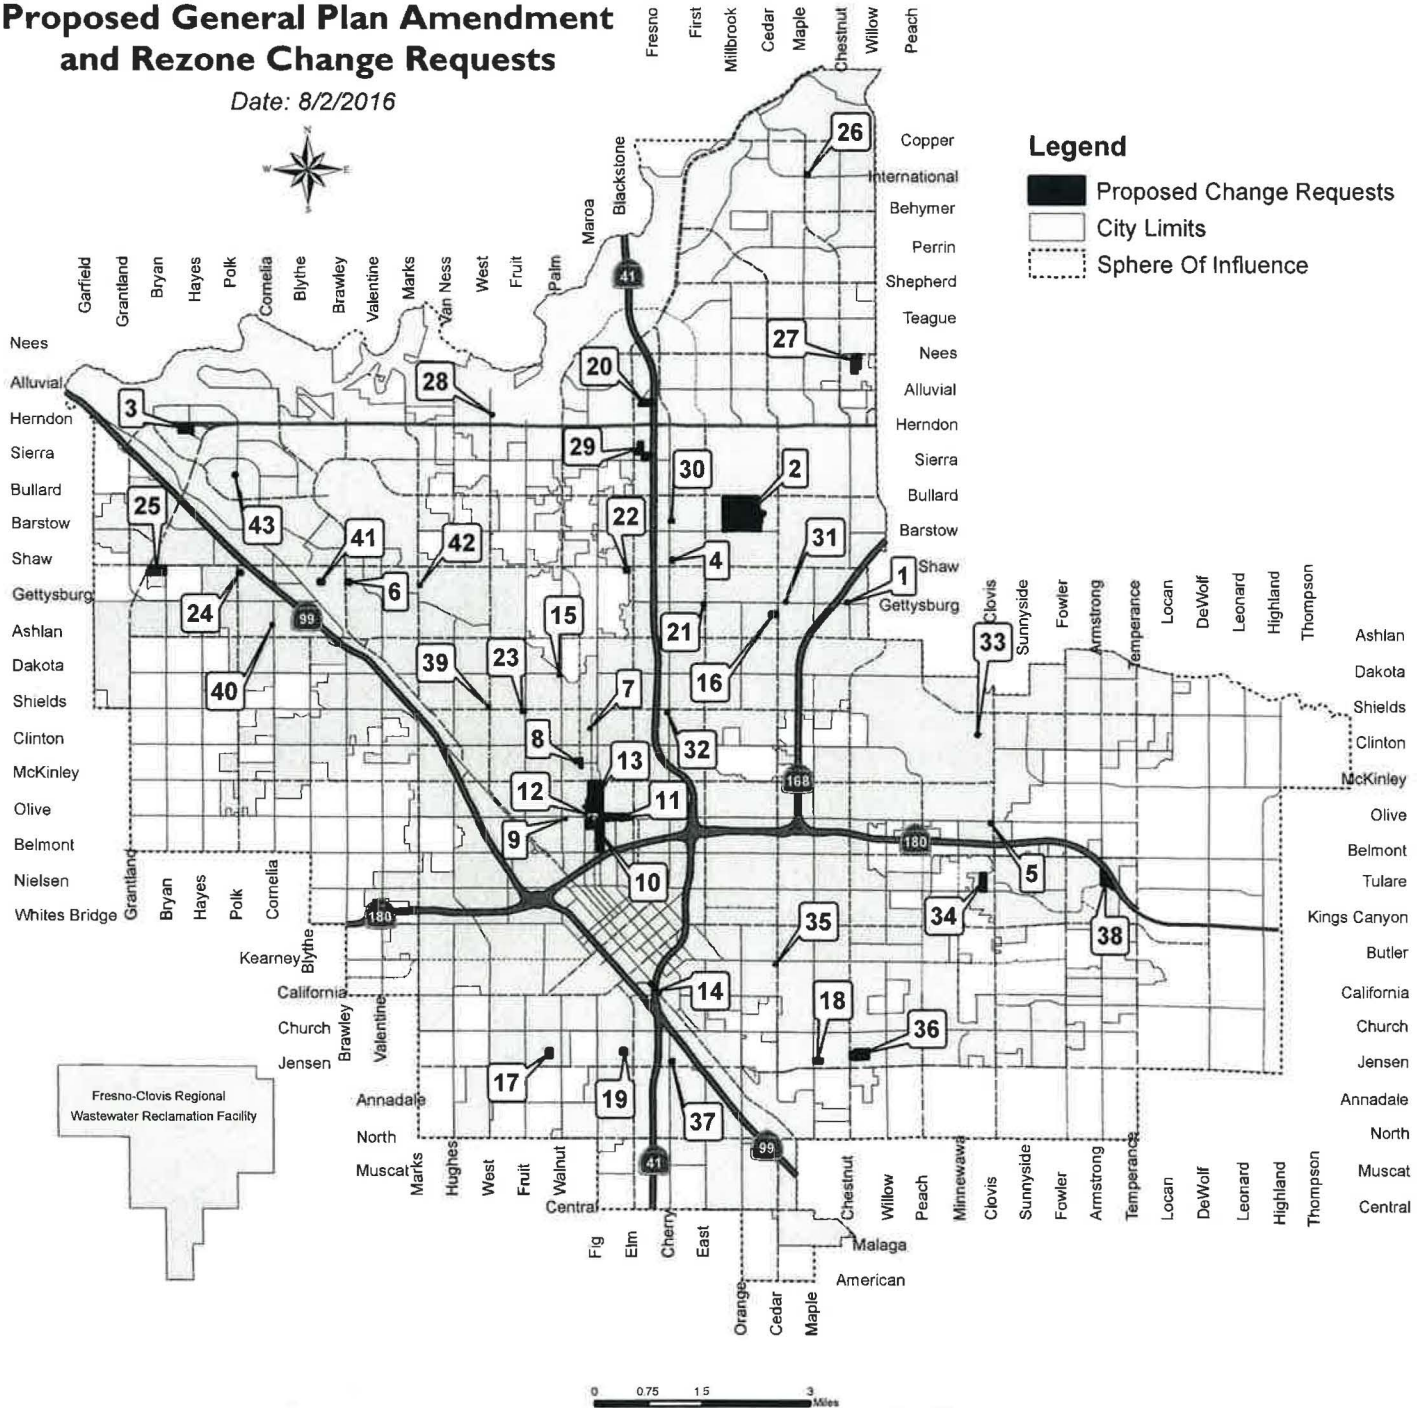 Proposed General Plan Amendment
and Rezone Change Requests
Date: 8/2/2016
N
W
E
S
Legend
Proposed Change Requests
City Limits
Sphere Of Influence
Fresno
First
Millbrook
Cedar
Maple
Chestnut
Willow
Peach
Copper
International
Behymer
Perrin
Shepherd
Teague
Nees
Alluvial
Herndon
Sierra
Bullard
Barstow
Shaw
Gettysburg
Blackstone
Maroa
Garfield
Grantland
Bryan
Hayes
Polk
Cornelia
Blythe
Brawley
Valentine
Marks
Van Ness
West
Fruit
Palm
Nees
Alluvial
Herndon
Sierra
Bullard
Barstow
Shaw
Gettysburg
Ashlan
Dakota
Shields
Clinton
McKinley
Olive
Belmont
Nielsen
Whites Bridge
Clovis
Sunnyside
Fowler
Armstrong
Temperance
Locan
DeWolf
Leonard
Highland
Thompson
Ashlan
Dakota
Shields
Clinton
McKinley
Olive
Belmont
Tulare
Kings Canyon
Butler
California
Church
Jensen
Annadale
North
Muscat
Central
26
41
27
20
28
3
29
30
2
25
43
22
31
41
42
4
1
6
24
99
15
21
33
39
23
16
40
7
8
32
13
12
11
168
9
180
10
5
34
38
180
35
14
18
36
17
19
37
41
99
Grantland
Bryan
Hayes
Polk
Cornelia
Blythe
Kearney
California
Church
Jensen
Brawley
Valentine
Annadale
North
Muscat
Marks
Hughes
West
Fruit
Walnut
Central
Fig
Elm
Cherry
East
Orange
Cedar
Maple
Malaga
American
Chestnut
Willow
Peach
Minnewawa
Clovis
Sunnyside
Fowler
Armstrong
Temperance
Locan
DeWolf
Leonard
Highland
Thompson
Fresno-Clovis Regional
Wastewater Reclamation Facility
0 0.75 1.5 3
Miles